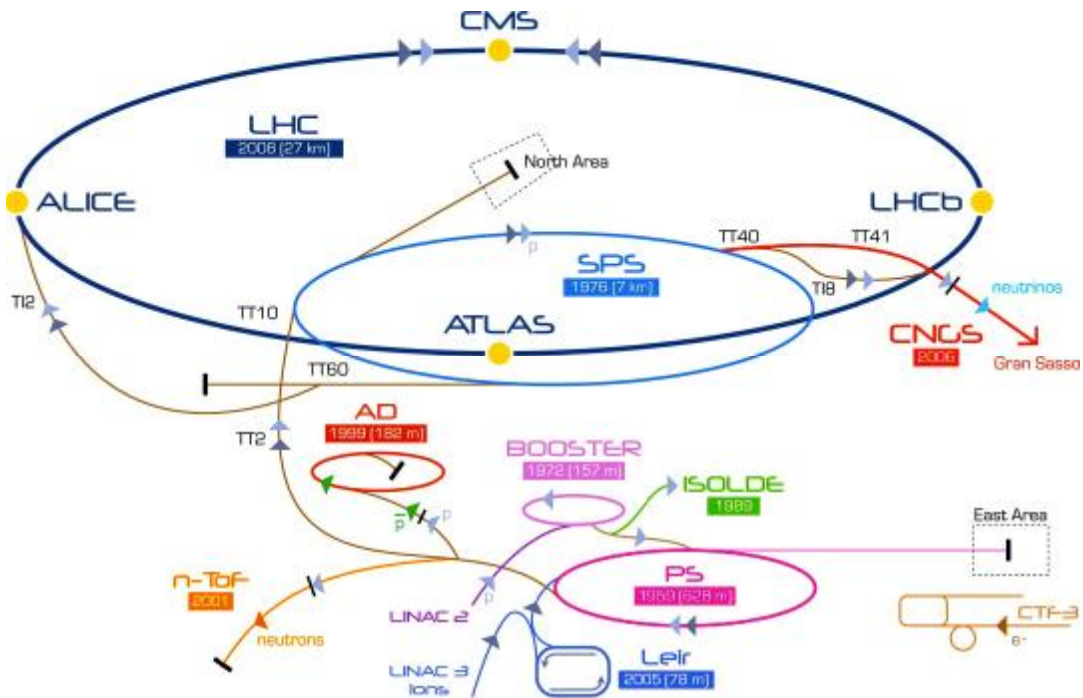 CMS
LHC
2008 (27 km)
North Area
ALICE
LHCb
TT40
TT41
p
SPS
1976 (7 km)
TI8
TI2
TT10
ATLAS
neutrinos
CNGS
2006
Gran Sasso
TT60
AD
1999 (182 m)
TT2
BOOSTER
1972 (157 m)
ISOLDE
1989
p
p
East Area
n-ToF
2001
PS
1959 (628 m)
p
LINAC 2
neutrons
CTF-3
e-
LINAC 3
ions
Leir
2005 (78 m)